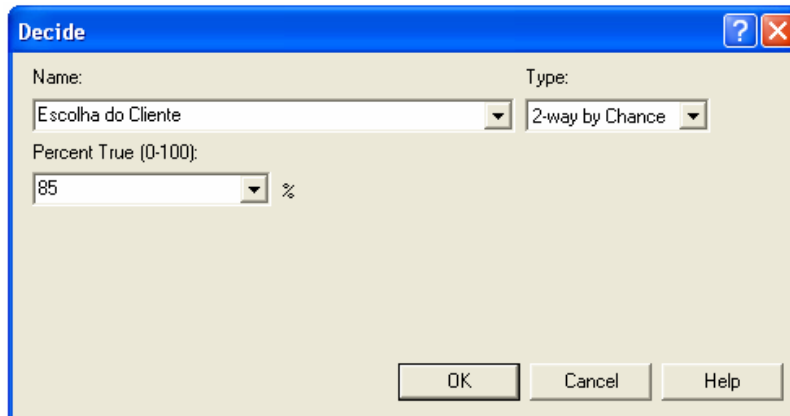 Decide
Name: Type:
Escolha do Cliente 2-way by Chance
Percent True (0-100):
85 %
OK Cancel Help